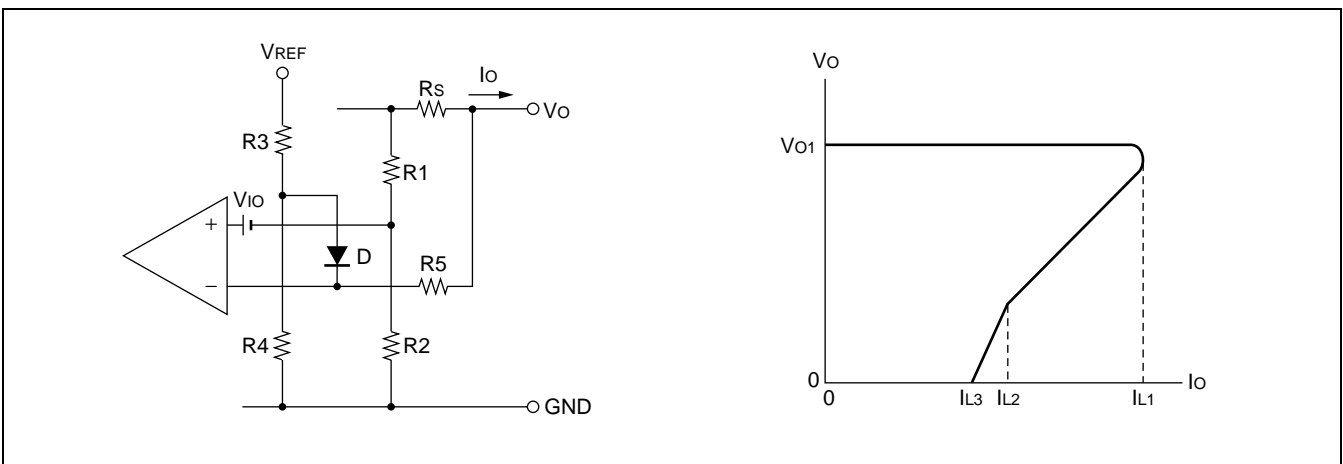 VREF
IO
RS
VO
R3
R1
VIO
+
D
R5
−
R4
R2
GND
VO
VO1
0
IO
0
IL3
IL2
IL1